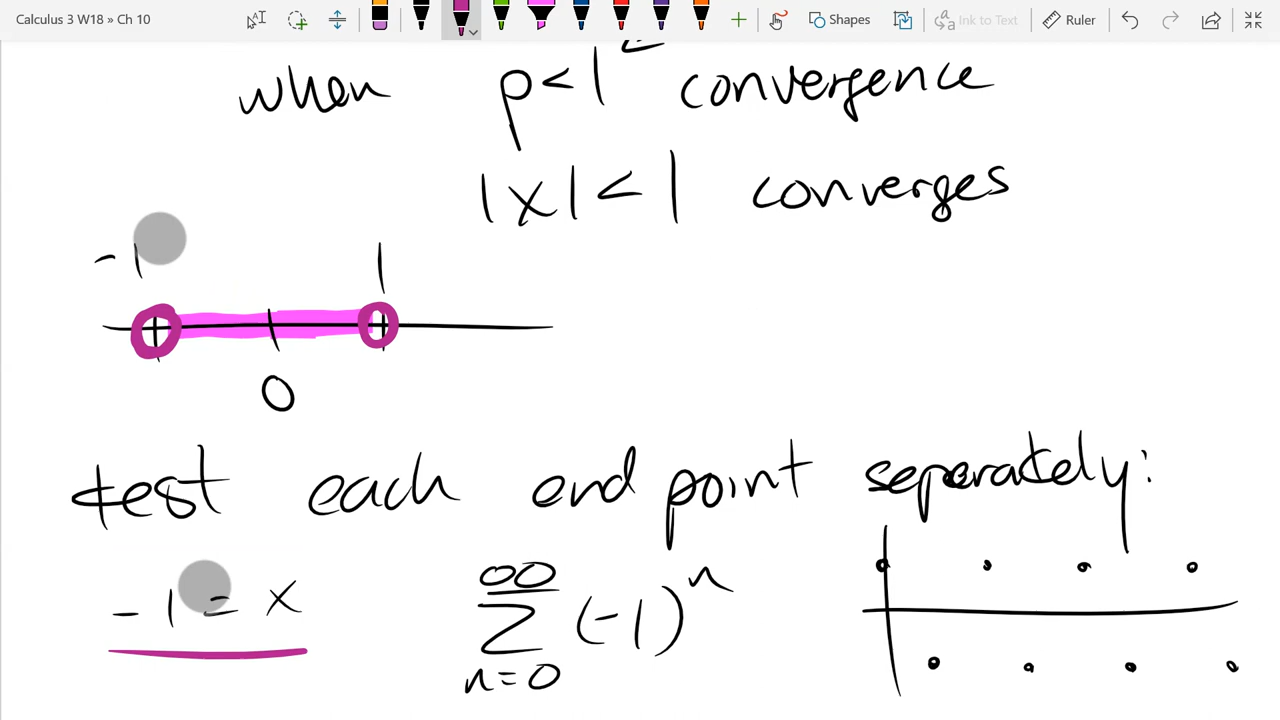 Calculus 3 W18 » Ch 10
Shapes
Ink to Text
Ruler
when p < 1 convergence
|x| < 1 converges
-1 1
0
test each end point seperately:
-1 = x
∞
∑ (-1)^n
n=0